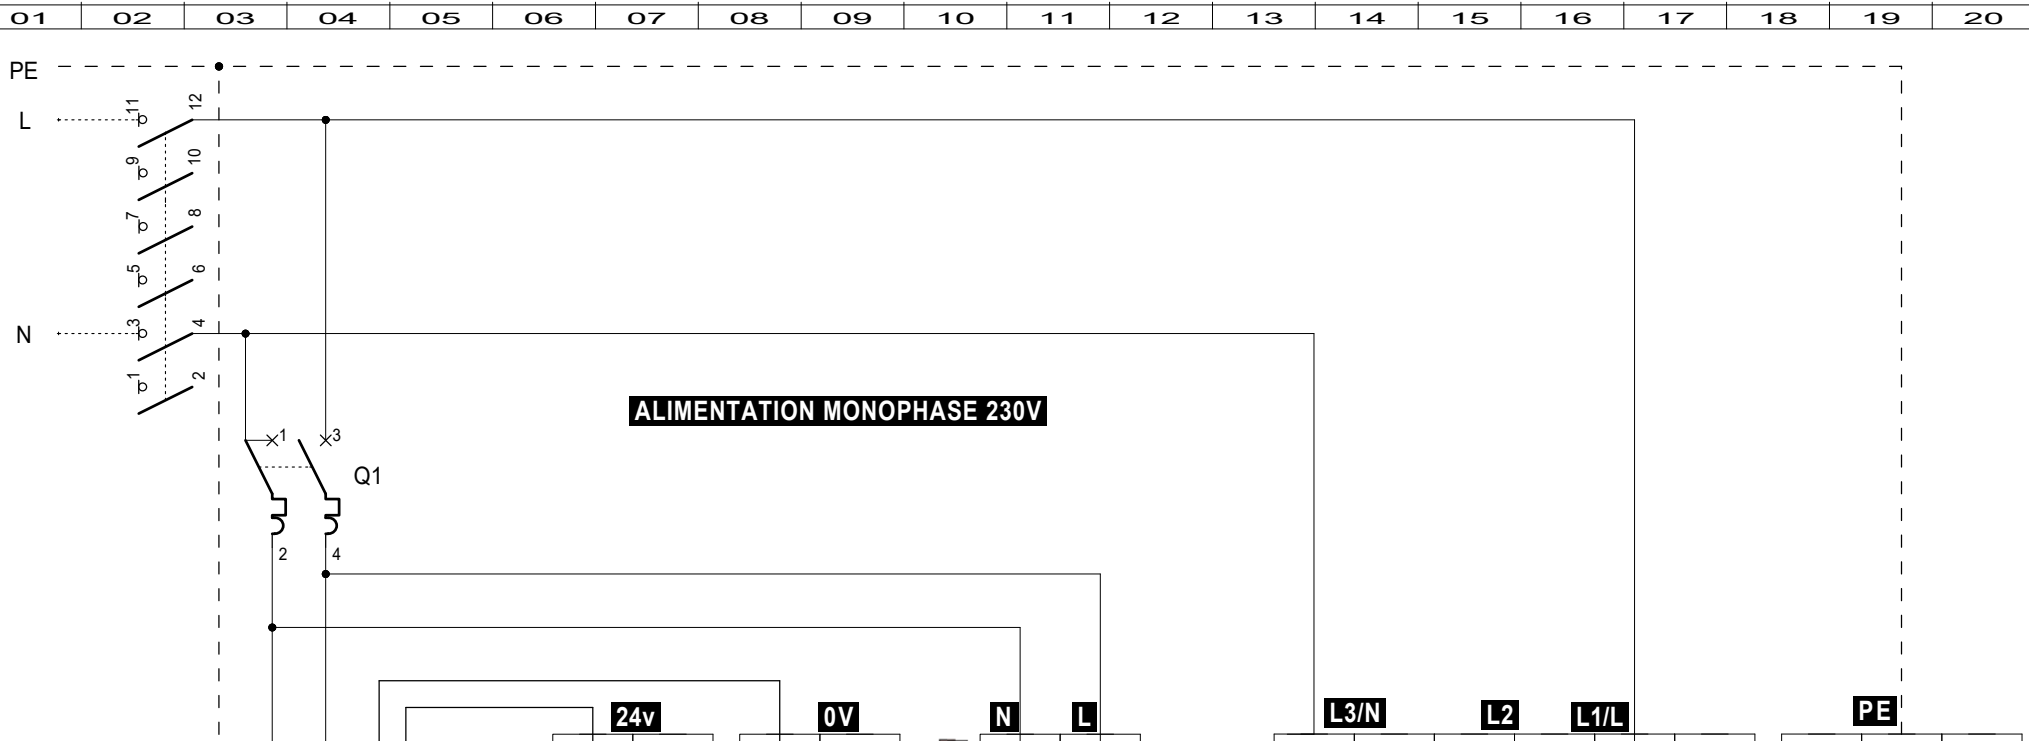 01 02 03 04 05 06 07 08 09 10 11 12 13 14 15 16 17 18 19 20
PE
11 12
L
9 10
7 8
5 6
3 4
N
1 2
ALIMENTATION MONOPHASE 230V
1 3
Q1
2 4
24v 0V N L L3/N L2 L1/L PE